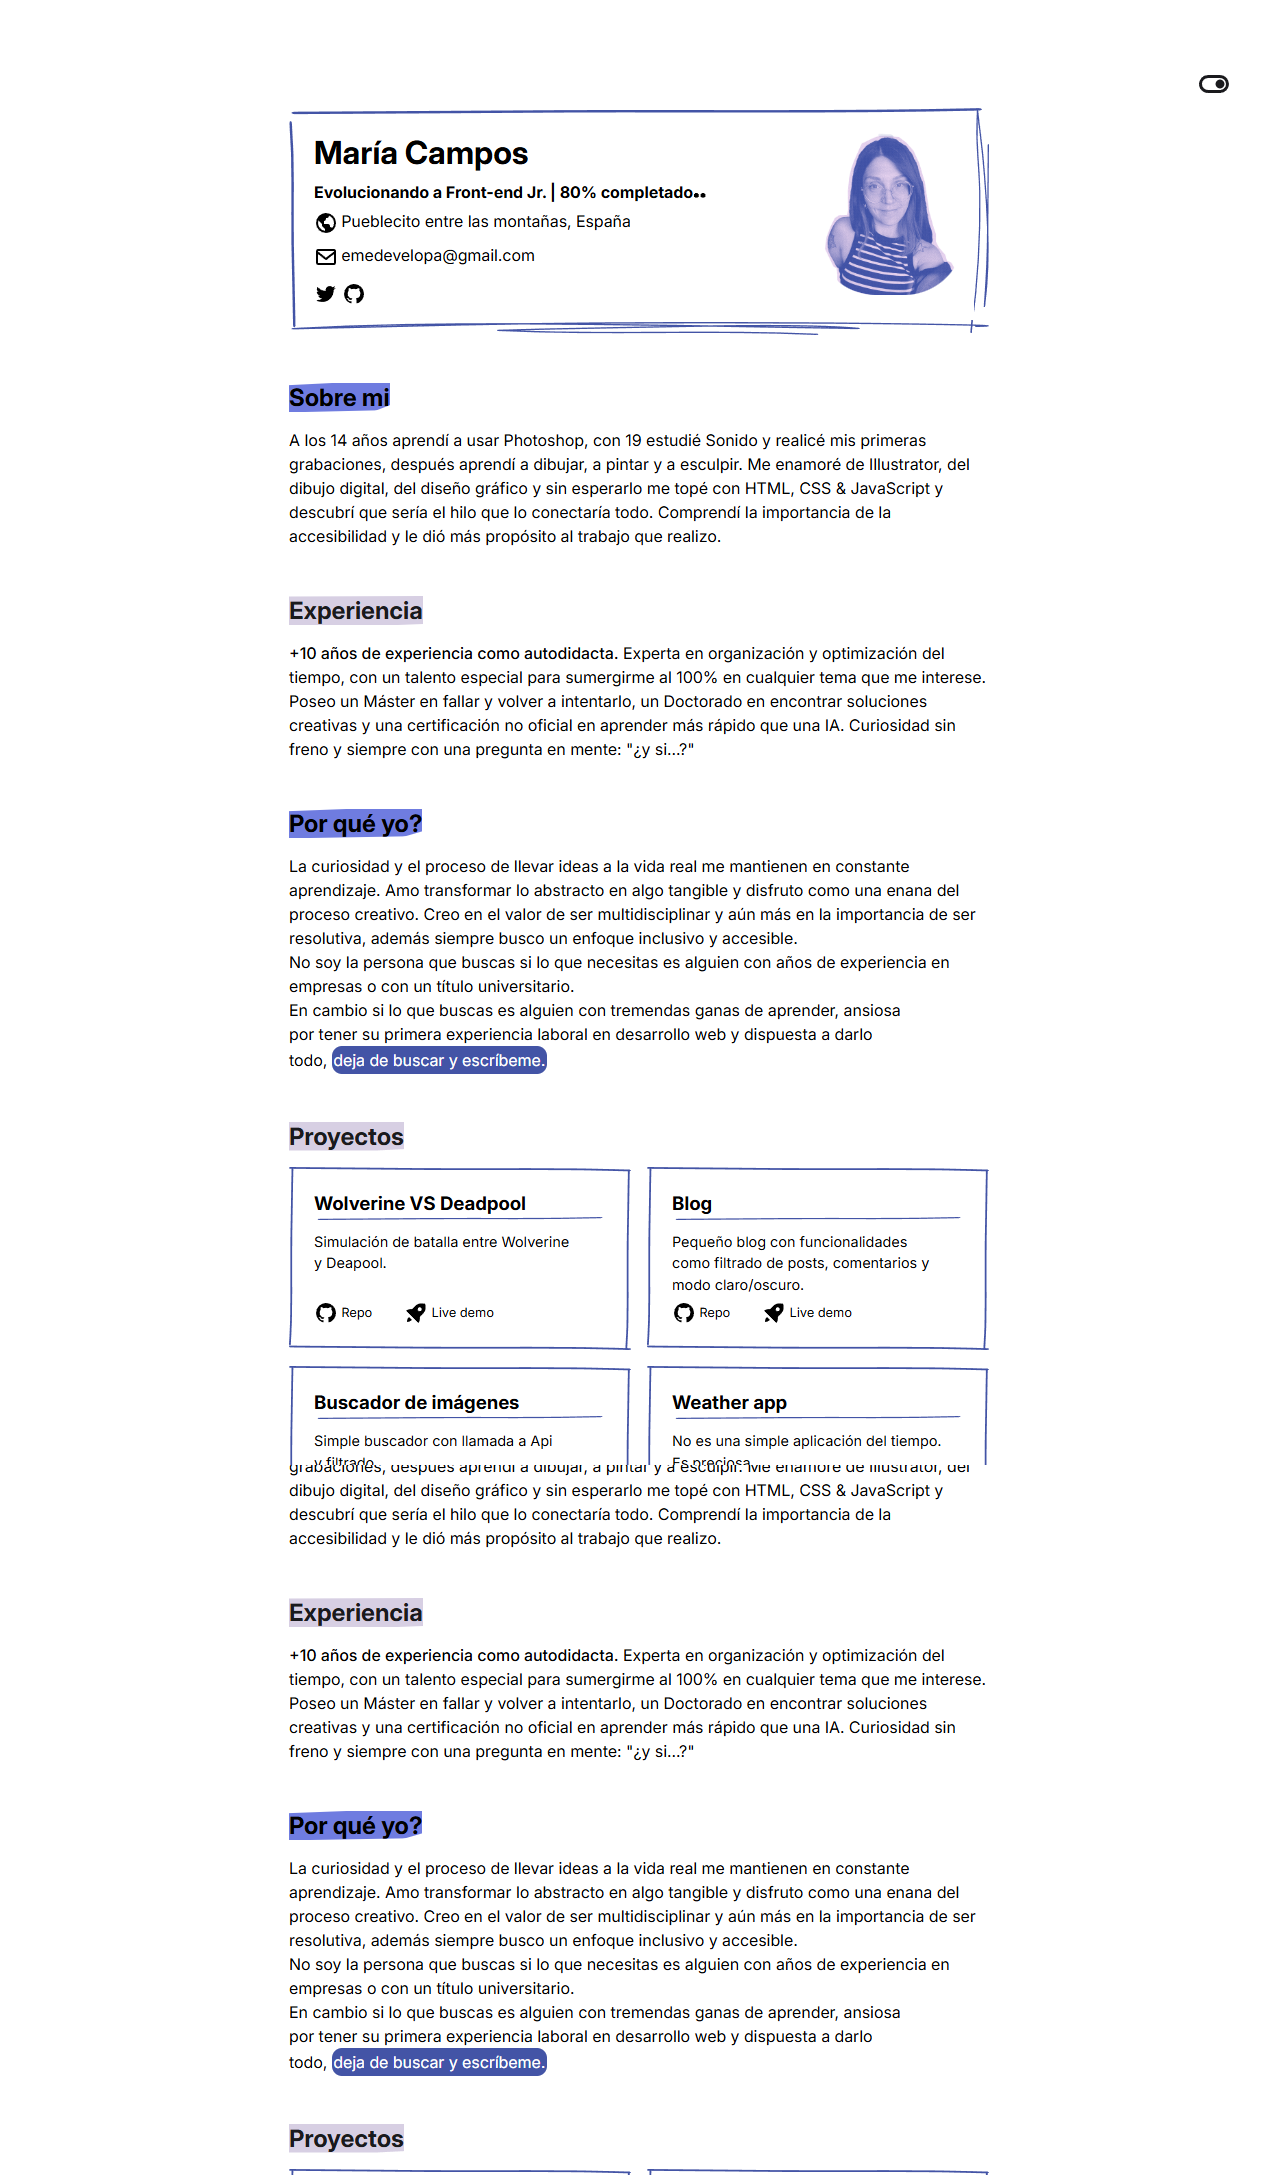 María Campos
Evolucionando a Front-end Jr. | 80% completado..
Pueblecito entre las montañas, España
emedevelopa@gmail.com
Sobre mi
A los 14 años aprendí a usar Photoshop, con 19 estudié Sonido y realicé mis primeras
grabaciones, después aprendí a dibujar, a pintar y a esculpir. Me enamoré de Illustrator, del
dibujo digital, del diseño gráfico y sin esperarlo me topé con HTML, CSS & JavaScript y
descubrí que sería el hilo que lo conectaría todo. Comprendí la importancia de la
accesibilidad y le dió más propósito al trabajo que realizo.
Experiencia
+10 años de experiencia como autodidacta. Experta en organización y optimización del
tiempo, con un talento especial para sumergirme al 100% en cualquier tema que me interese.
Poseo un Máster en fallar y volver a intentarlo, un Doctorado en encontrar soluciones
creativas y una certificación no oficial en aprender más rápido que una IA. Curiosidad sin
freno y siempre con una pregunta en mente: "¿y si...?"
Por qué yo?
La curiosidad y el proceso de llevar ideas a la vida real me mantienen en constante
aprendizaje. Amo transformar lo abstracto en algo tangible y disfruto como una enana del
proceso creativo. Creo en el valor de ser multidisciplinar y aún más en la importancia de ser
resolutiva, además siempre busco un enfoque inclusivo y accesible.
No soy la persona que buscas si lo que necesitas es alguien con años de experiencia en
empresas o con un título universitario.
En cambio si lo que buscas es alguien con tremendas ganas de aprender, ansiosa
por tener su primera experiencia laboral en desarrollo web y dispuesta a darlo
todo, deja de buscar y escríbeme.
Proyectos
Wolverine VS Deadpool
Simulación de batalla entre Wolverine
y Deapool.
Repo Live demo
Blog
Pequeño blog con funcionalidades
como filtrado de posts, comentarios y
modo claro/oscuro.
Repo Live demo
Buscador de imágenes
Simple buscador con llamada a Api
y filtrado
Weather app
No es una simple aplicación del tiempo.
Es preciosa
grabaciones, después aprendí a dibujar, a pintar y a esculpir. Me enamoré de Illustrator, del
dibujo digital, del diseño gráfico y sin esperarlo me topé con HTML, CSS & JavaScript y
descubrí que sería el hilo que lo conectaría todo. Comprendí la importancia de la
accesibilidad y le dió más propósito al trabajo que realizo.
Experiencia
+10 años de experiencia como autodidacta. Experta en organización y optimización del
tiempo, con un talento especial para sumergirme al 100% en cualquier tema que me interese.
Poseo un Máster en fallar y volver a intentarlo, un Doctorado en encontrar soluciones
creativas y una certificación no oficial en aprender más rápido que una IA. Curiosidad sin
freno y siempre con una pregunta en mente: "¿y si...?"
Por qué yo?
La curiosidad y el proceso de llevar ideas a la vida real me mantienen en constante
aprendizaje. Amo transformar lo abstracto en algo tangible y disfruto como una enana del
proceso creativo. Creo en el valor de ser multidisciplinar y aún más en la importancia de ser
resolutiva, además siempre busco un enfoque inclusivo y accesible.
No soy la persona que buscas si lo que necesitas es alguien con años de experiencia en
empresas o con un título universitario.
En cambio si lo que buscas es alguien con tremendas ganas de aprender, ansiosa
por tener su primera experiencia laboral en desarrollo web y dispuesta a darlo
todo, deja de buscar y escríbeme.
Proyectos